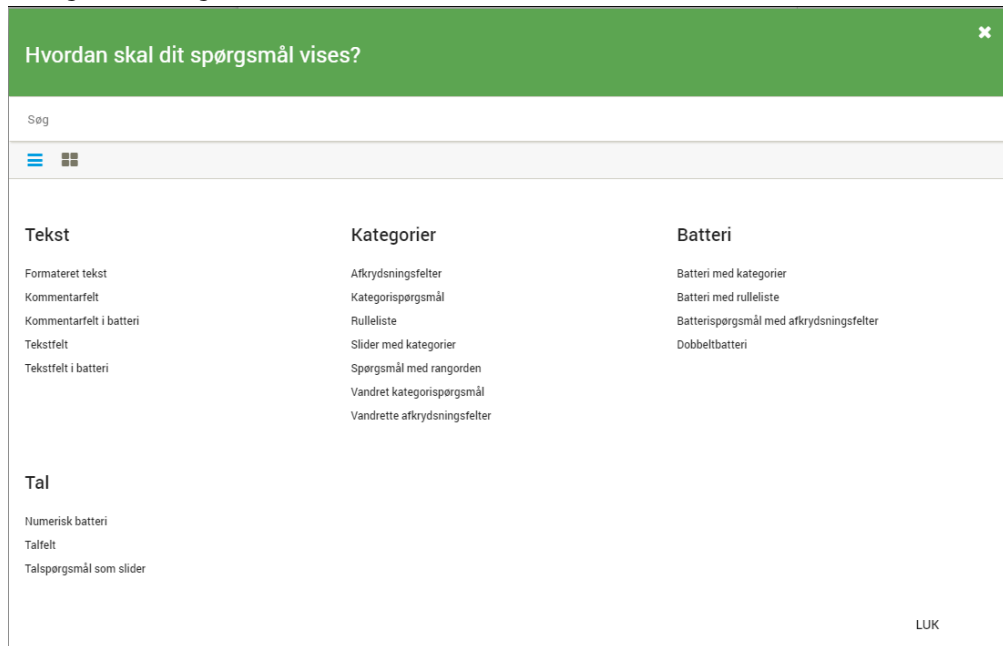 Hvordan skal dit spørgsmål vises?
Søg
Tekst
Formateret tekst
Kommentarfelt
Kommentarfelt i batteri
Tekstfelt
Tekstfelt i batteri
Kategorier
Afkrydsningsfelter
Kategorispørgsmål
Rulleliste
Slider med kategorier
Spørgsmål med rangorden
Vandret kategorispørgsmål
Vandrette afkrydsningsfelter
Batteri
Batteri med kategorier
Batteri med rulleliste
Batterispørgsmål med afkrydsningsfelter
Dobbeltbatteri
Tal
Numerisk batteri
Talfelt
Talspørgsmål som slider
LUK